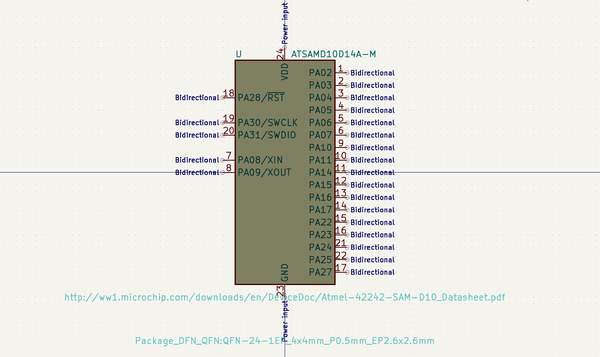 Power input
24
U ATSAMD10D14A-M
VDD
PA02 1 Bidirectional
PA03 2 Bidirectional
Bidirectional 18 PA28/RST PA04 3 Bidirectional
PA05 4 Bidirectional
Bidirectional 19 PA30/SWCLK PA06 5 Bidirectional
Bidirectional 20 PA31/SWDIO PA07 6 Bidirectional
PA10 9 Bidirectional
Bidirectional 7 PA08/XIN PA11 10 Bidirectional
Bidirectional 8 PA09/XOUT PA14 11 Bidirectional
PA15 12 Bidirectional
PA16 13 Bidirectional
PA17 14 Bidirectional
PA22 15 Bidirectional
PA23 16 Bidirectional
PA24 21 Bidirectional
PA25 22 Bidirectional
PA27 17 Bidirectional
GND
23
http://ww1.microchip.com/downloads/en/DeviceDoc/Atmel-42242-SAM-D10_Datasheet.pdf
Power input
Package_DFN_QFN:QFN-24-1EP_4x4mm_P0.5mm_EP2.6x2.6mm